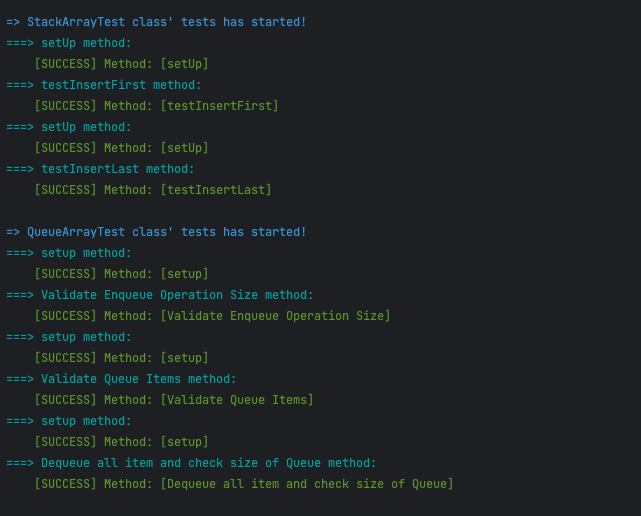 => StackArrayTest class' tests has started!
===> setUp method:
[SUCCESS] Method: [setUp]
===> testInsertFirst method:
[SUCCESS] Method: [testInsertFirst]
===> setUp method:
[SUCCESS] Method: [setUp]
===> testInsertLast method:
[SUCCESS] Method: [testInsertLast]
=> QueueArrayTest class' tests has started!
===> setup method:
[SUCCESS] Method: [setup]
===> Validate Enqueue Operation Size method:
[SUCCESS] Method: [Validate Enqueue Operation Size]
===> setup method:
[SUCCESS] Method: [setup]
===> Validate Queue Items method:
[SUCCESS] Method: [Validate Queue Items]
===> setup method:
[SUCCESS] Method: [setup]
===> Dequeue all item and check size of Queue method:
[SUCCESS] Method: [Dequeue all item and check size of Queue]